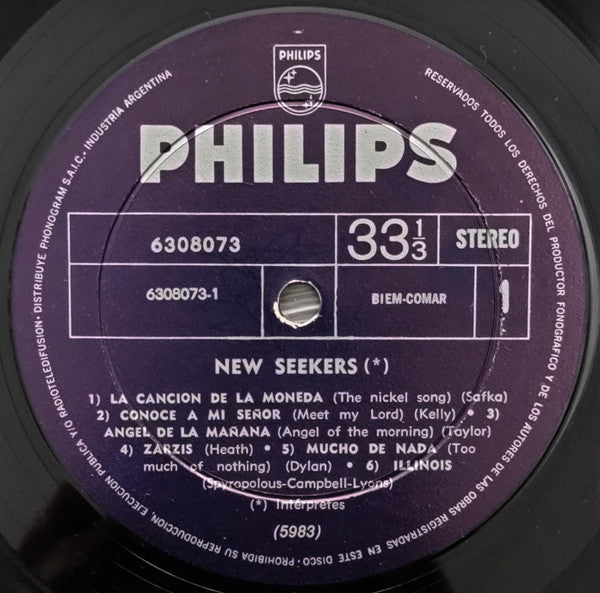 PHILIPS
PHILIPS
6308073
33 1/3
STEREO
6308073-1
BIEM-COMAR
1
NEW SEEKERS (*)
1) LA CANCION DE LA MONEDA (The nickel song) (Safka)
2) CONOCE A MI SEÑOR (Meet my Lord) (Kelly) • 3)
ANGEL DE LA MAÑANA (Angel of the morning) (Taylor)
4) ZARZIS (Heath) • 5) MUCHO DE NADA (Too
much of nothing) (Dylan) • 6) ILLINOIS
(Spyropolous-Campbell-Lyons)
(*) Intérpretes
(5983)
RESERVADOS TODOS LOS DERECHOS DEL PRODUCTOR FONOGRAFICO Y DE LOS AUTORES DE LAS OBRAS REGISTRADAS EN ESTE DISCO • PROHIBIDA SU REPRODUCCION, EJECUCION PUBLICA Y/O RADIOTELEDIFUSION • DISTRIBUYE PHONOGRAM S.A.I.C. INDUSTRIA ARGENTINA